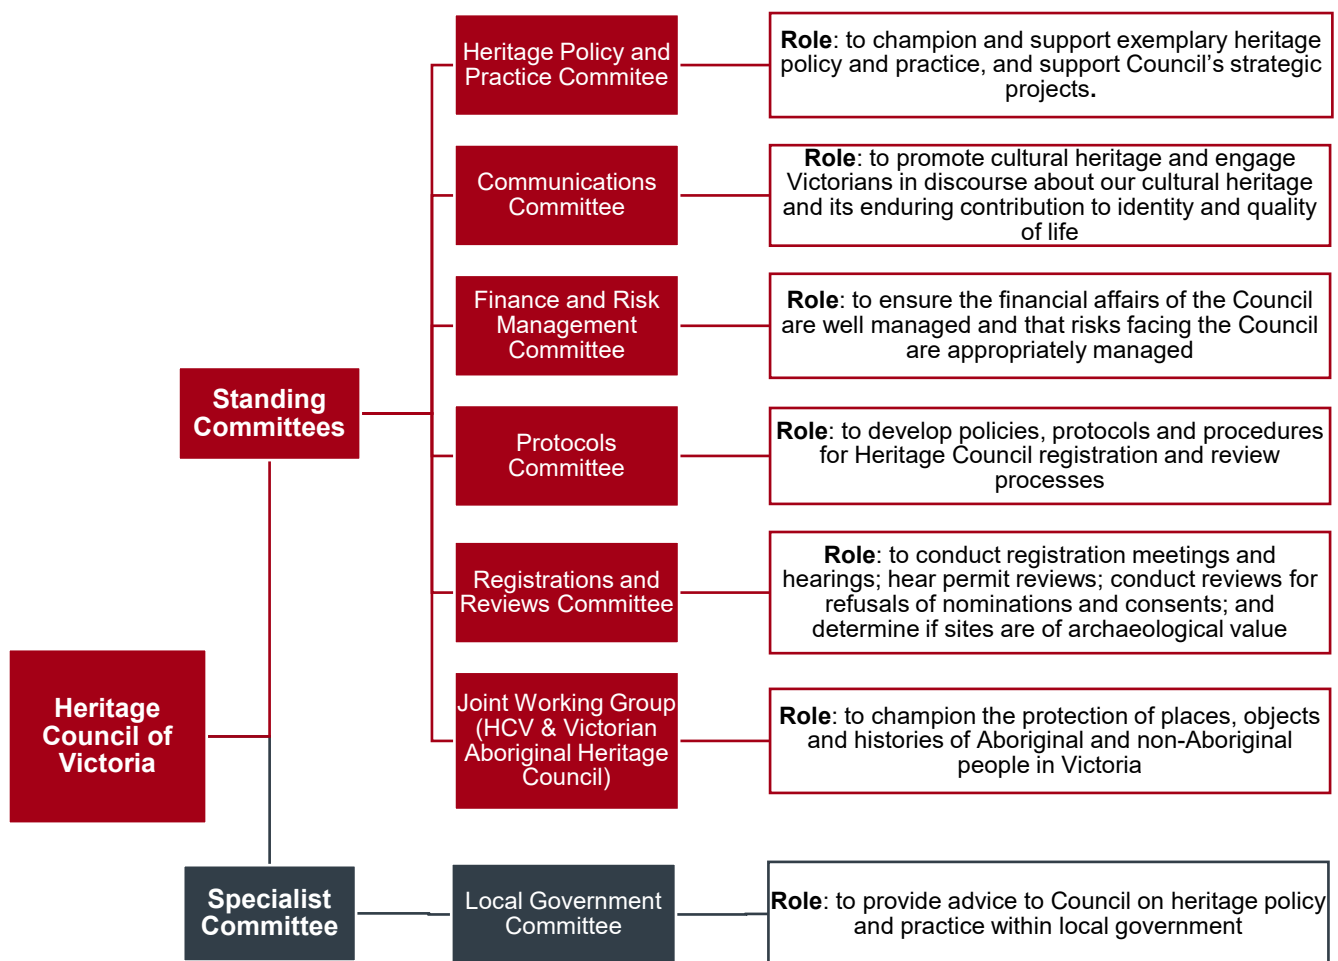 Heritage Policy and
Practice Commitee
Role: to champion and support exemplary heritage
policy and practice, and support Council’s strategic
projects.
Communications
Committee
Role: to promote cultural heritage and engage
Victorians in discourse about our cultural heritage
and its enduring contribution to identity and quality
of life
Finance and Risk
Management
Committee
Role: to ensure the financial affairs of the Council
are well managed and that risks facing the Council
are appropriately managed
Standing
Committees
Protocols
Committee
Role: to develop policies, protocols and procedures
for Heritage Council registration and review
processes
Registrations and
Reviews Committee
Role: to conduct registration meetings and
hearings; hear permit reviews; conduct reviews for
refusals of nominations and consents; and
determine if sites are of archaeological value
Heritage
Council of
Victoria
Joint Working Group
(HCV & Victorian
Aboriginal Heritage
Council)
Role: to champion the protection of places, objects
and histories of Aboriginal and non-Aboriginal
people in Victoria
Specialist
Committee
Local Government
Committee
Role: to provide advice to Council on heritage policy
and practice within local government